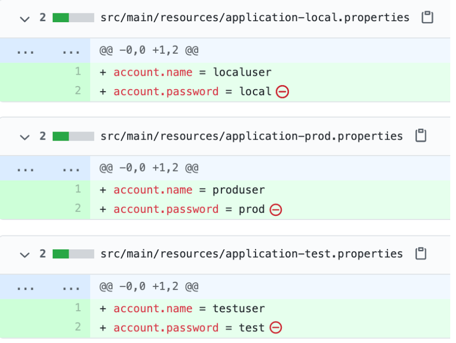 2 src/main/resources/application-local.properties
... ... @@ -0,0 +1,2 @@
1 + account.name = localuser
2 + account.password = local
2 src/main/resources/application-prod.properties
... ... @@ -0,0 +1,2 @@
1 + account.name = produser
2 + account.password = prod
2 src/main/resources/application-test.properties
... ... @@ -0,0 +1,2 @@
1 + account.name = testuser
2 + account.password = test